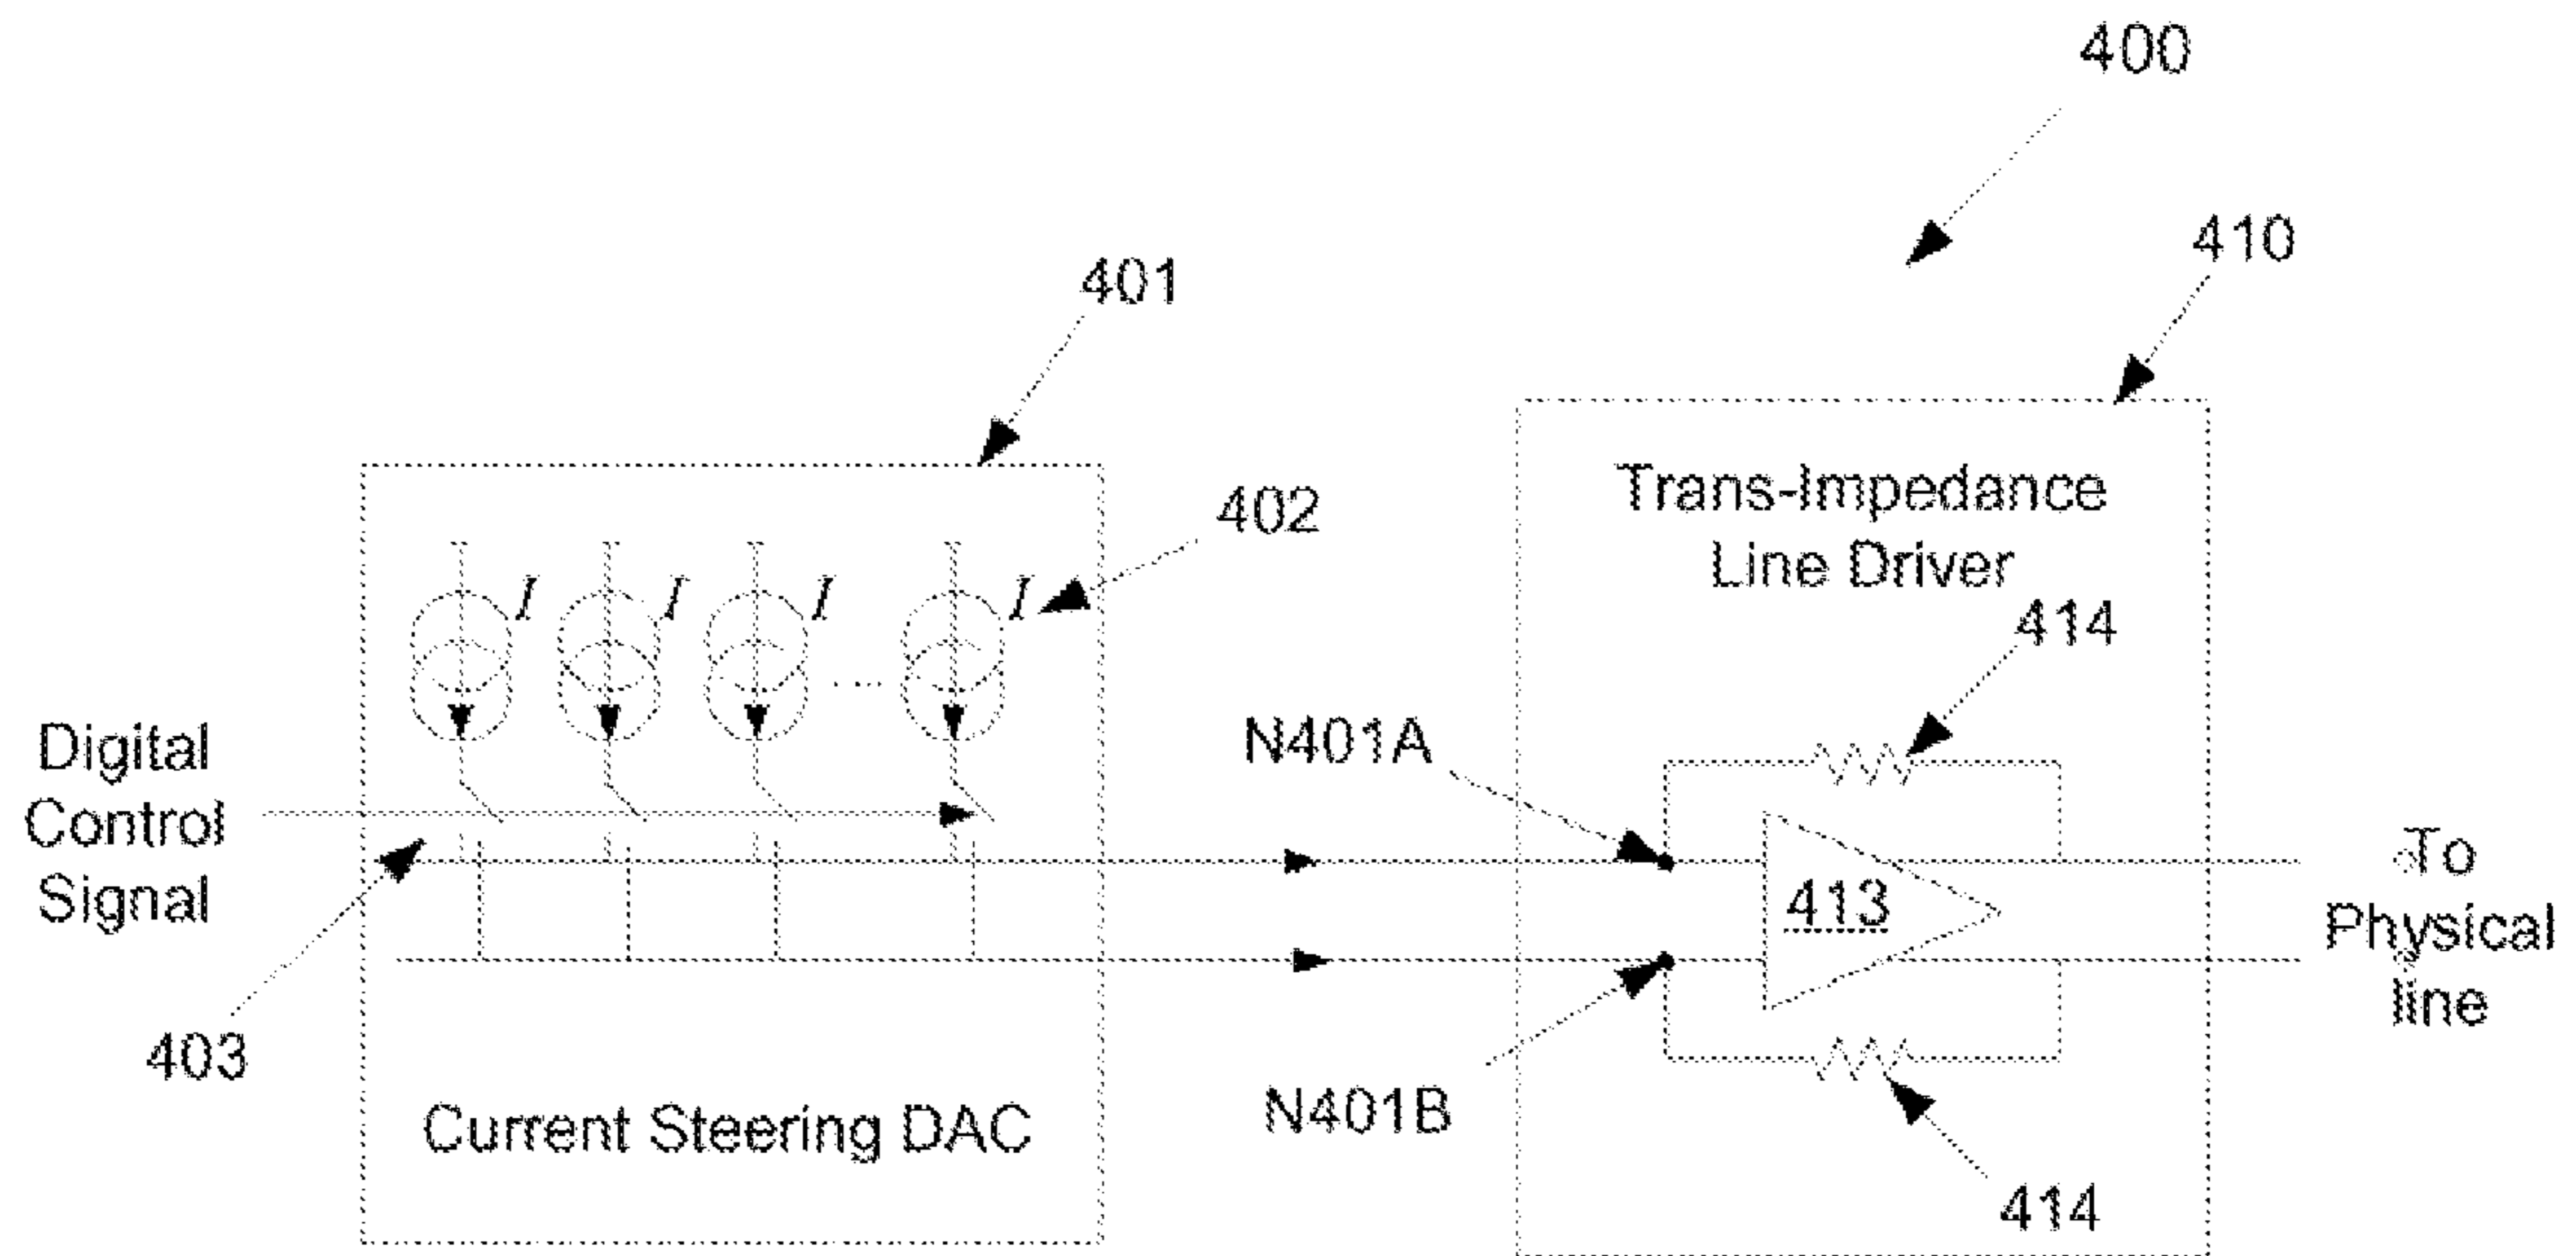 400
410
401
402
I
I
I
I
Trans-Impedance
Line Driver
414
Digital
Control
Signal
N401A
413
To
Physical
line
403
N401B
Current Steering DAC
414